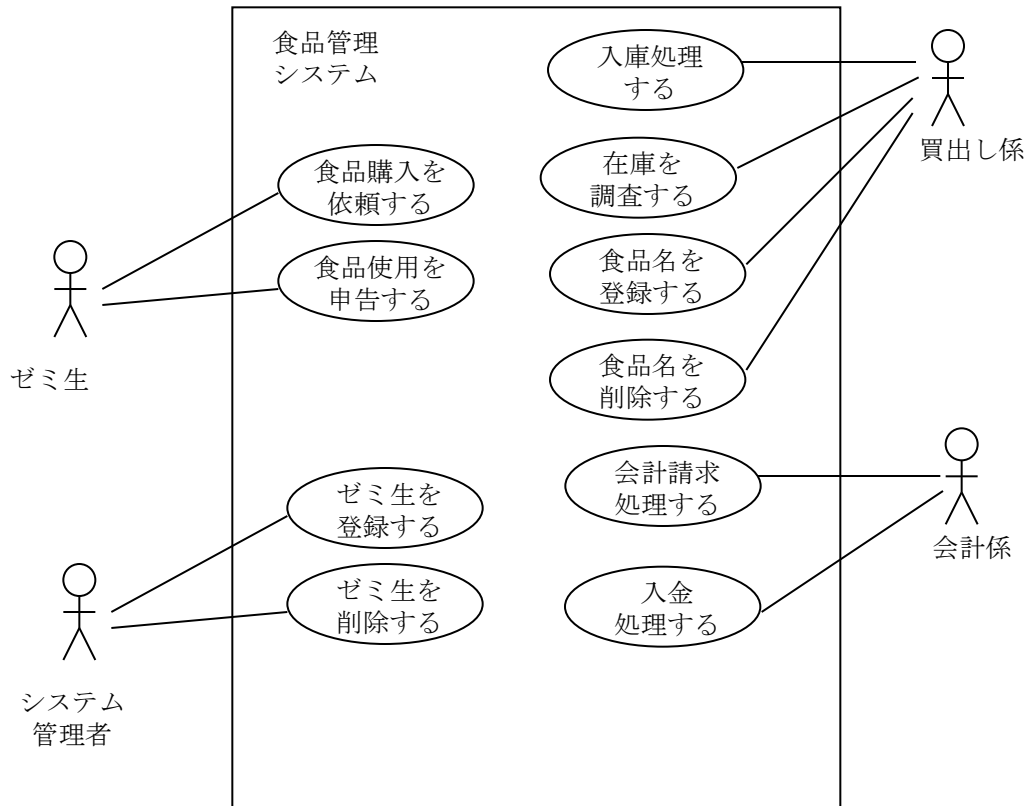 食品管理
システム
入庫処理
する
買出し係
食品購入を
依頼する
在庫を
調査する
食品使用を
申告する
食品名を
登録する
ゼミ生
食品名を
削除する
ゼミ生を
登録する
会計請求
処理する
会計係
ゼミ生を
削除する
入金
処理する
システム
管理者